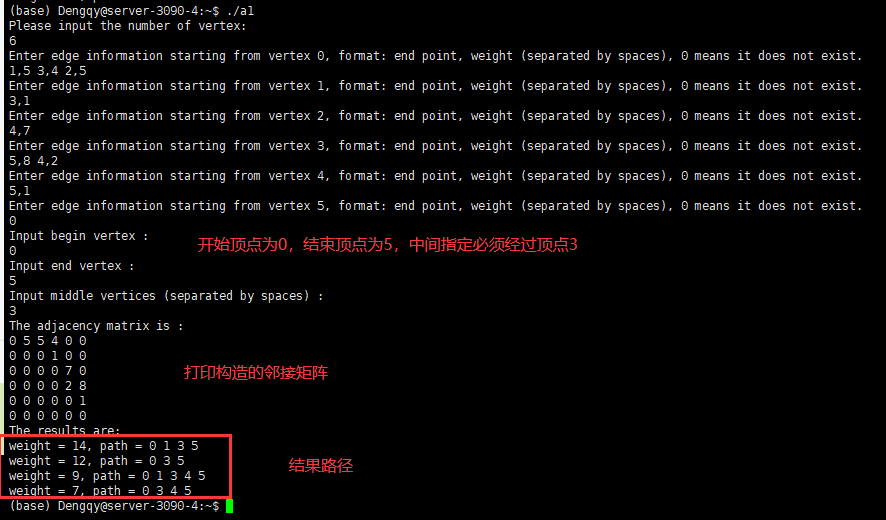 (base) Dengqy@server-3090-4:~$ ./a1
Please input the number of vertex:
6
Enter edge information starting from vertex 0, format: end point, weight (separated by spaces), 0 means it does not exist.
1,5 3,4 2,5
Enter edge information starting from vertex 1, format: end point, weight (separated by spaces), 0 means it does not exist.
3,1
Enter edge information starting from vertex 2, format: end point, weight (separated by spaces), 0 means it does not exist.
4,7
Enter edge information starting from vertex 3, format: end point, weight (separated by spaces), 0 means it does not exist.
5,8 4,2
Enter edge information starting from vertex 4, format: end point, weight (separated by spaces), 0 means it does not exist.
5,1
Enter edge information starting from vertex 5, format: end point, weight (separated by spaces), 0 means it does not exist.
0
Input begin vertex :
开始顶点为0，结束顶点为5，中间指定必须经过顶点3
0
Input end vertex :
5
Input middle vertices (separated by spaces) :
3
The adjacency matrix is :
0 5 5 4 0 0
0 0 0 1 0 0
0 0 0 0 7 0
打印构造的邻接矩阵
0 0 0 0 2 8
0 0 0 0 0 1
0 0 0 0 0 0
The results are:
weight = 14, path = 0 1 3 5
weight = 12, path = 0 3 5
结果路径
weight = 9, path = 0 1 3 4 5
weight = 7, path = 0 3 4 5
(base) Dengqy@server-3090-4:~$